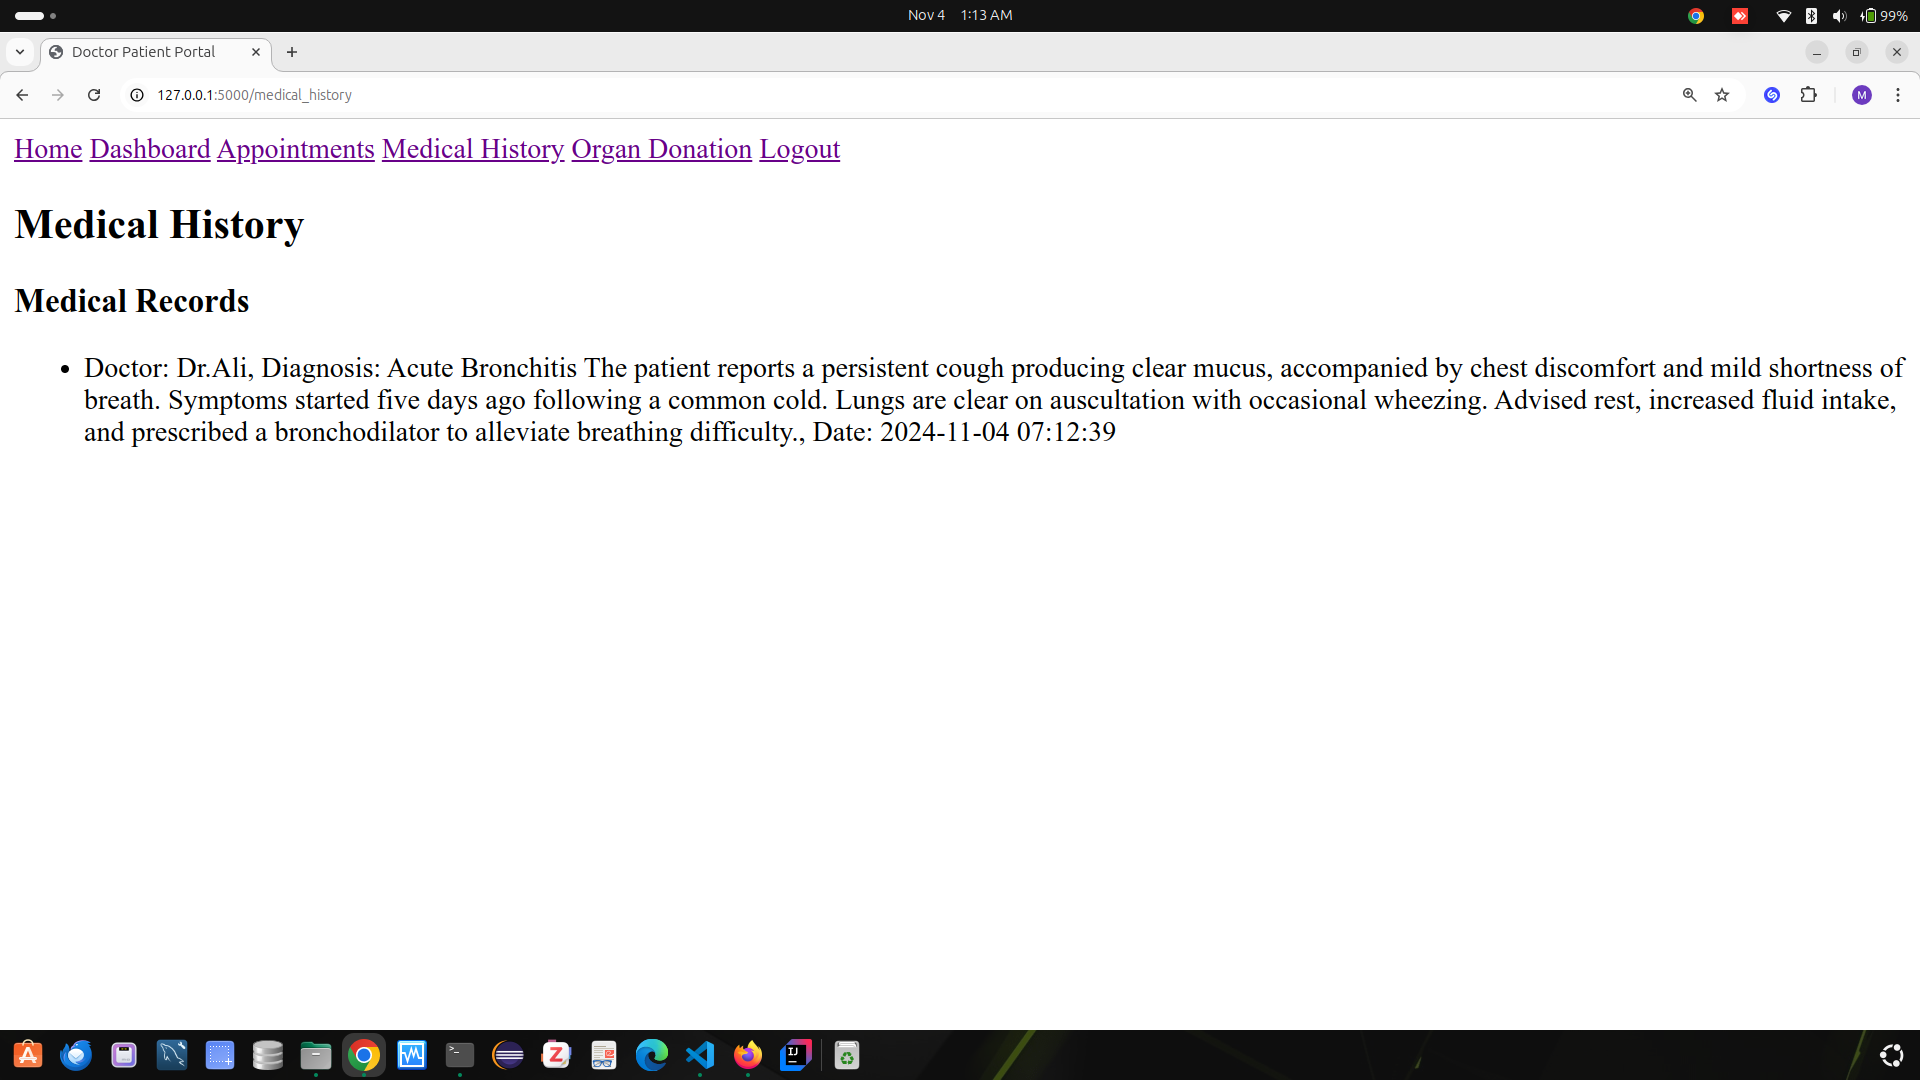 Nov 4 1:13 AM
99%
Doctor Patient Portal
127.0.0.1:5000/medical_history
M
Home Dashboard Appointments Medical History Organ Donation Logout
Medical History
Medical Records
• Doctor: Dr.Ali, Diagnosis: Acute Bronchitis The patient reports a persistent cough producing clear mucus, accompanied by chest discomfort and mild shortness of
breath. Symptoms started five days ago following a common cold. Lungs are clear on auscultation with occasional wheezing. Advised rest, increased fluid intake,
and prescribed a bronchodilator to alleviate breathing difficulty., Date: 2024-11-04 07:12:39